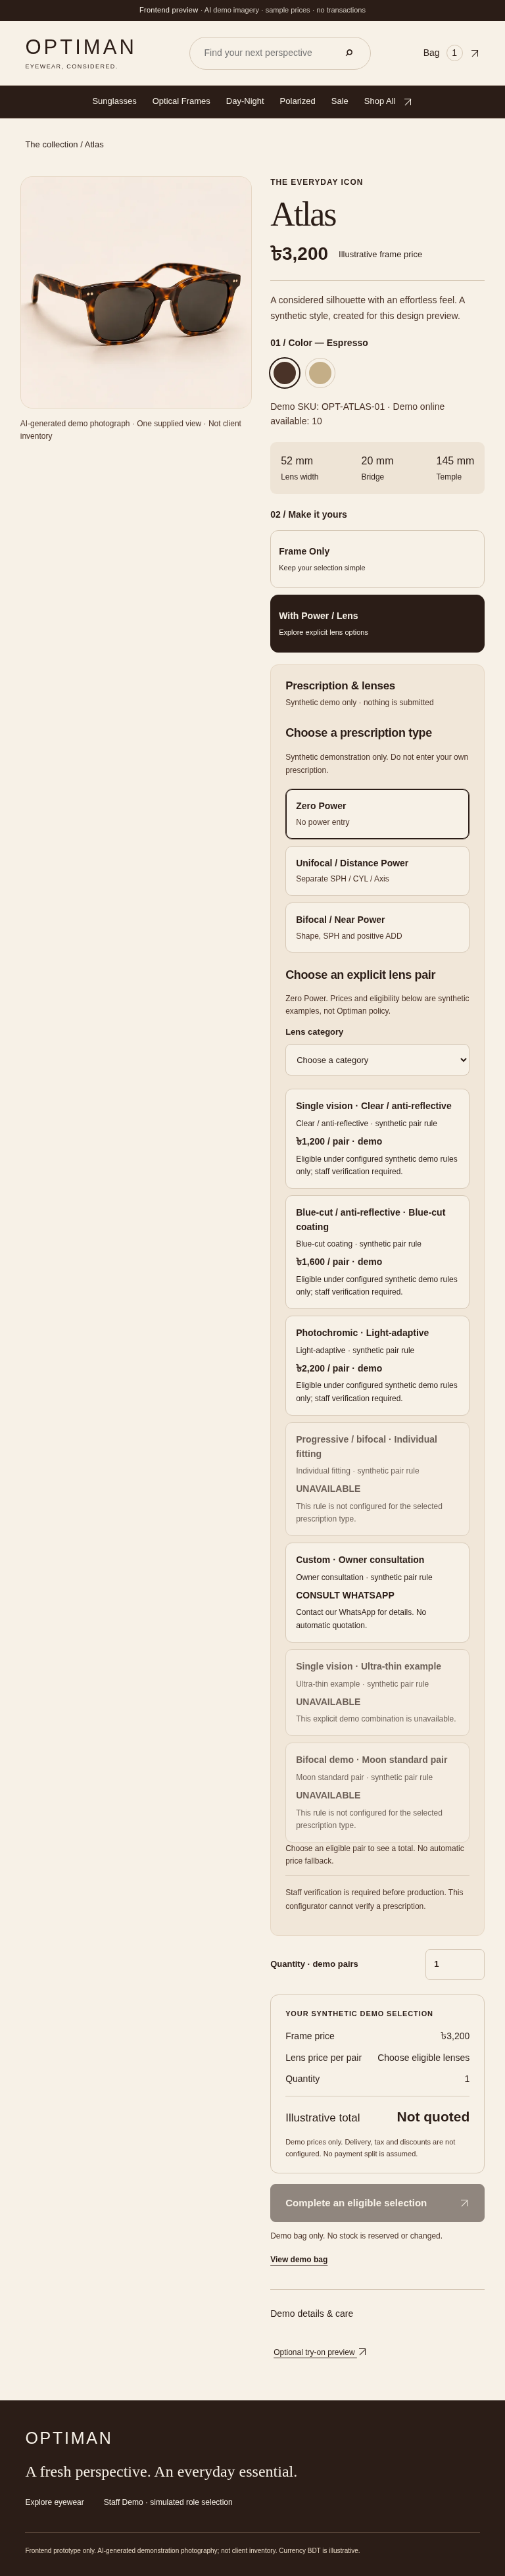 Frontend preview · AI demo imagery · sample prices · no transactions
OPTIMAN
EYEWEAR, CONSIDERED.
Find your next perspective
Bag 1
Sunglasses Optical Frames Day-Night Polarized Sale Shop All
The collection / Atlas
THE EVERYDAY ICON
Atlas
৳3,200 Illustrative frame price
A considered silhouette with an effortless feel. A
synthetic style, created for this design preview.
01 / Color — Espresso
Demo SKU: OPT-ATLAS-01 · Demo online
available: 10
AI-generated demo photograph · One supplied view · Not client
inventory
52 mm 20 mm 145 mm
Lens width Bridge Temple
02 / Make it yours
Frame Only
Keep your selection simple
With Power / Lens
Explore explicit lens options
Prescription & lenses
Synthetic demo only · nothing is submitted
Choose a prescription type
Synthetic demonstration only. Do not enter your own
prescription.
Zero Power
No power entry
Unifocal / Distance Power
Separate SPH / CYL / Axis
Bifocal / Near Power
Shape, SPH and positive ADD
Choose an explicit lens pair
Zero Power. Prices and eligibility below are synthetic
examples, not Optiman policy.
Lens category
Choose a category
Single vision · Clear / anti-reflective
Clear / anti-reflective · synthetic pair rule
৳1,200 / pair · demo
Eligible under configured synthetic demo rules
only; staff verification required.
Blue-cut / anti-reflective · Blue-cut
coating
Blue-cut coating · synthetic pair rule
৳1,600 / pair · demo
Eligible under configured synthetic demo rules
only; staff verification required.
Photochromic · Light-adaptive
Light-adaptive · synthetic pair rule
৳2,200 / pair · demo
Eligible under configured synthetic demo rules
only; staff verification required.
Progressive / bifocal · Individual
fitting
Individual fitting · synthetic pair rule
UNAVAILABLE
This rule is not configured for the selected
prescription type.
Custom · Owner consultation
Owner consultation · synthetic pair rule
CONSULT WHATSAPP
Contact our WhatsApp for details. No
automatic quotation.
Single vision · Ultra-thin example
Ultra-thin example · synthetic pair rule
UNAVAILABLE
This explicit demo combination is unavailable.
Bifocal demo · Moon standard pair
Moon standard pair · synthetic pair rule
UNAVAILABLE
This rule is not configured for the selected
prescription type.
Choose an eligible pair to see a total. No automatic
price fallback.
Staff verification is required before production. This
configurator cannot verify a prescription.
Quantity · demo pairs 1
YOUR SYNTHETIC DEMO SELECTION
Frame price ৳3,200
Lens price per pair Choose eligible lenses
Quantity 1
Illustrative total Not quoted
Demo prices only. Delivery, tax and discounts are not
configured. No payment split is assumed.
Complete an eligible selection
Demo bag only. No stock is reserved or changed.
View demo bag
Demo details & care
Optional try-on preview
OPTIMAN
A fresh perspective. An everyday essential.
Explore eyewear Staff Demo · simulated role selection
Frontend prototype only. AI-generated demonstration photography; not client inventory. Currency BDT is illustrative.